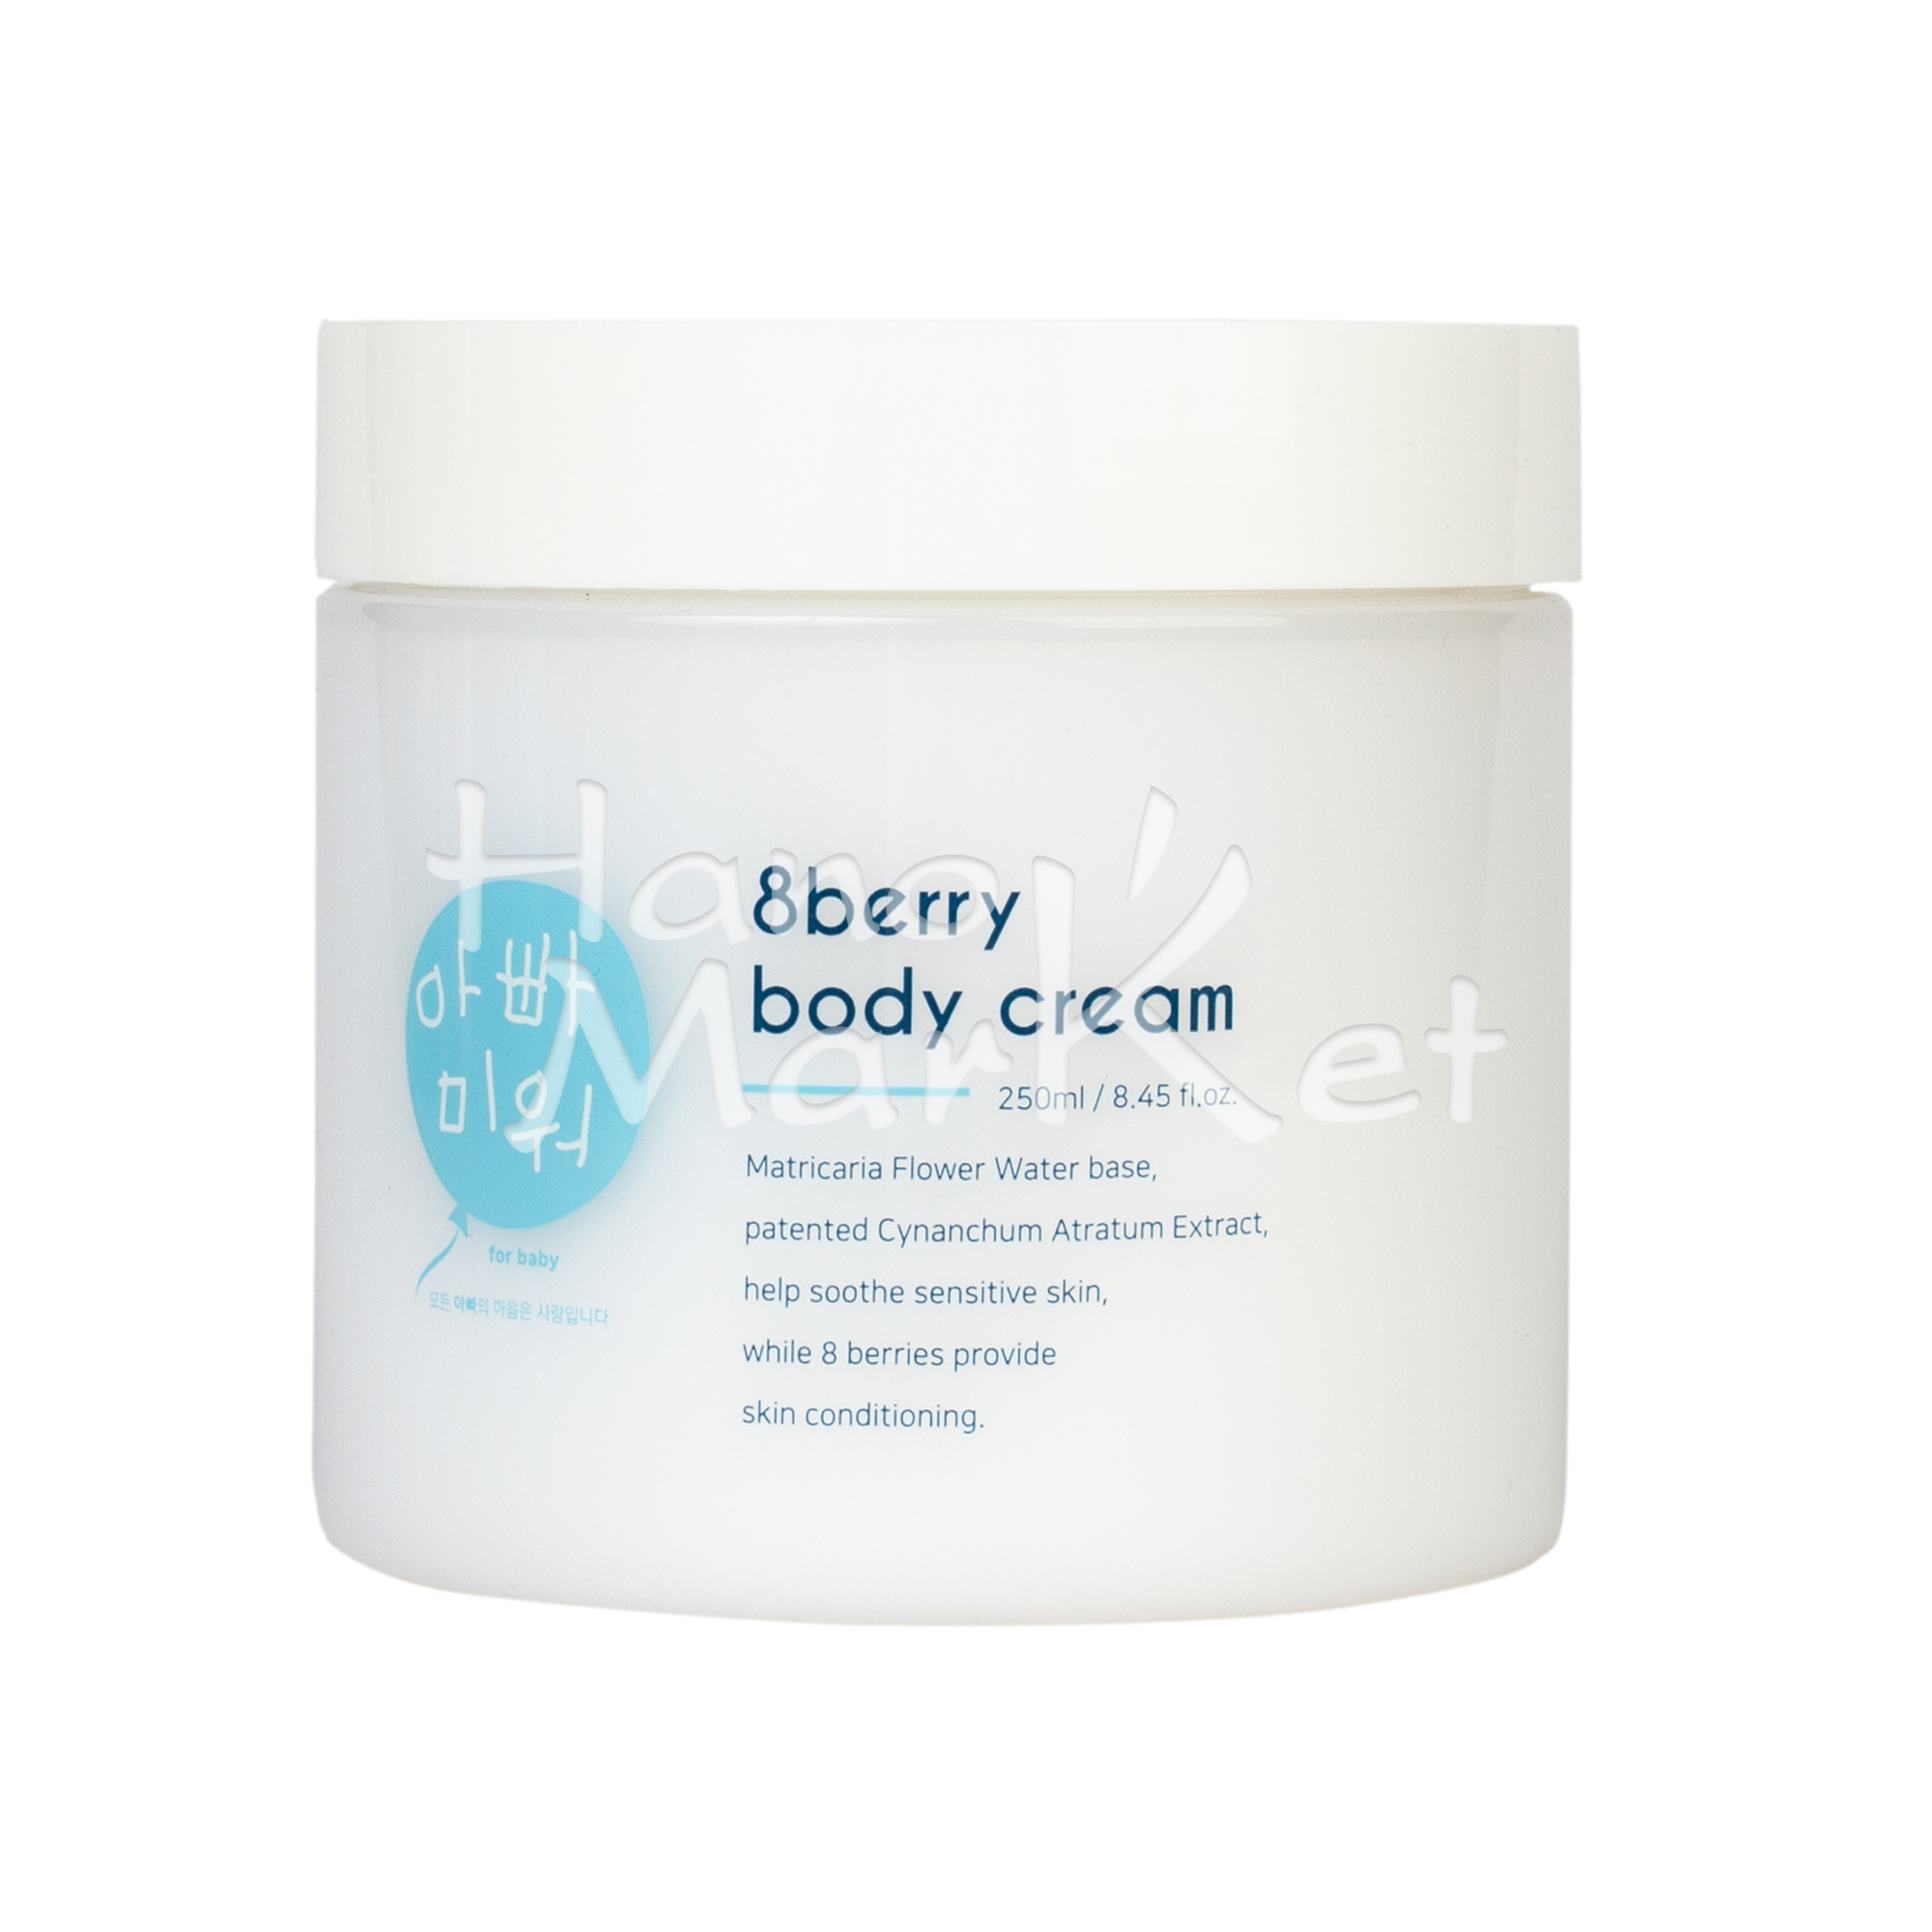 아빠
미워
for baby
모든 아빠의 마음은 사랑입니다
8berry
body cream
250ml / 8.45 fl.oz.
Matricaria Flower Water base,
patented Cynanchum Atratum Extract,
help soothe sensitive skin,
while 8 berries provide
skin conditioning.
Hanok
Market